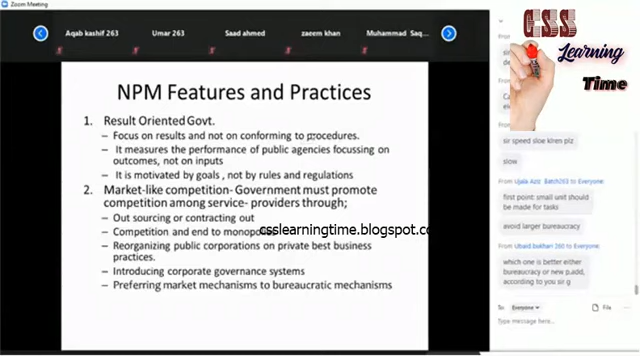 Zoom Meeting
Aqab kashif 263
Umar 263
Saad ahmed
zaeem khan
Muhammad Saq...
NPM Features and Practices
1. Result Oriented Govt.
– Focus on results and not on conforming to procedures.
– It measures the performance of public agencies focussing on
outcomes, not on inputs
– It is motivated by goals , not by rules and regulations
2. Market-like competition- Government must promote
competition among service- providers through;
– Out sourcing or contracting out
– Competition and end to monopo
csslearningtime.blogspot.co
– Reorganizing public corporations on private best business
practices.
– Introducing corporate governance systems
– Preferring market mechanisms to bureaucratic mechanisms
CSS
Learning
Time
sir speed sloe kren plz
slow
From Ujala Aziz Batch263 to Everyone:
first point: small unit should
be made for tasks
avoid larger bureaucracy
From Ubaid bukhari 260 to Everyone:
which one is better either
bureaucracy or new p.add,
according to you sir g
To: Everyone
File
Type message here...